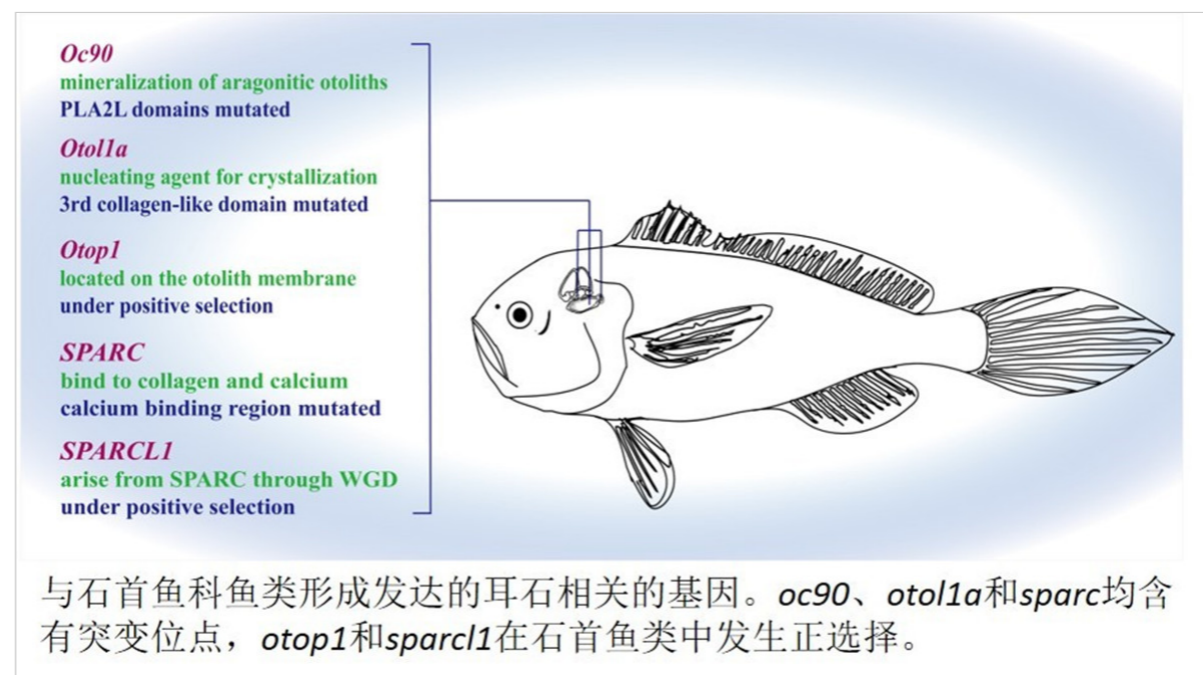 Oc90
mineralization of aragonitic otoliths
PLA2L domains mutated
Otol1a
nucleating agent for crystallization
3rd collagen-like domain mutated
Otop1
located on the otolith membrane
under positive selection
SPARC
bind to collagen and calcium
calcium binding region mutated
SPARCL1
arise from SPARC through WGD
under positive selection
与石首鱼科鱼类形成发达的耳石相关的基因。oc90、otol1a和sparc均含
有突变位点，otop1和sparcl1在石首鱼类中发生正选择。